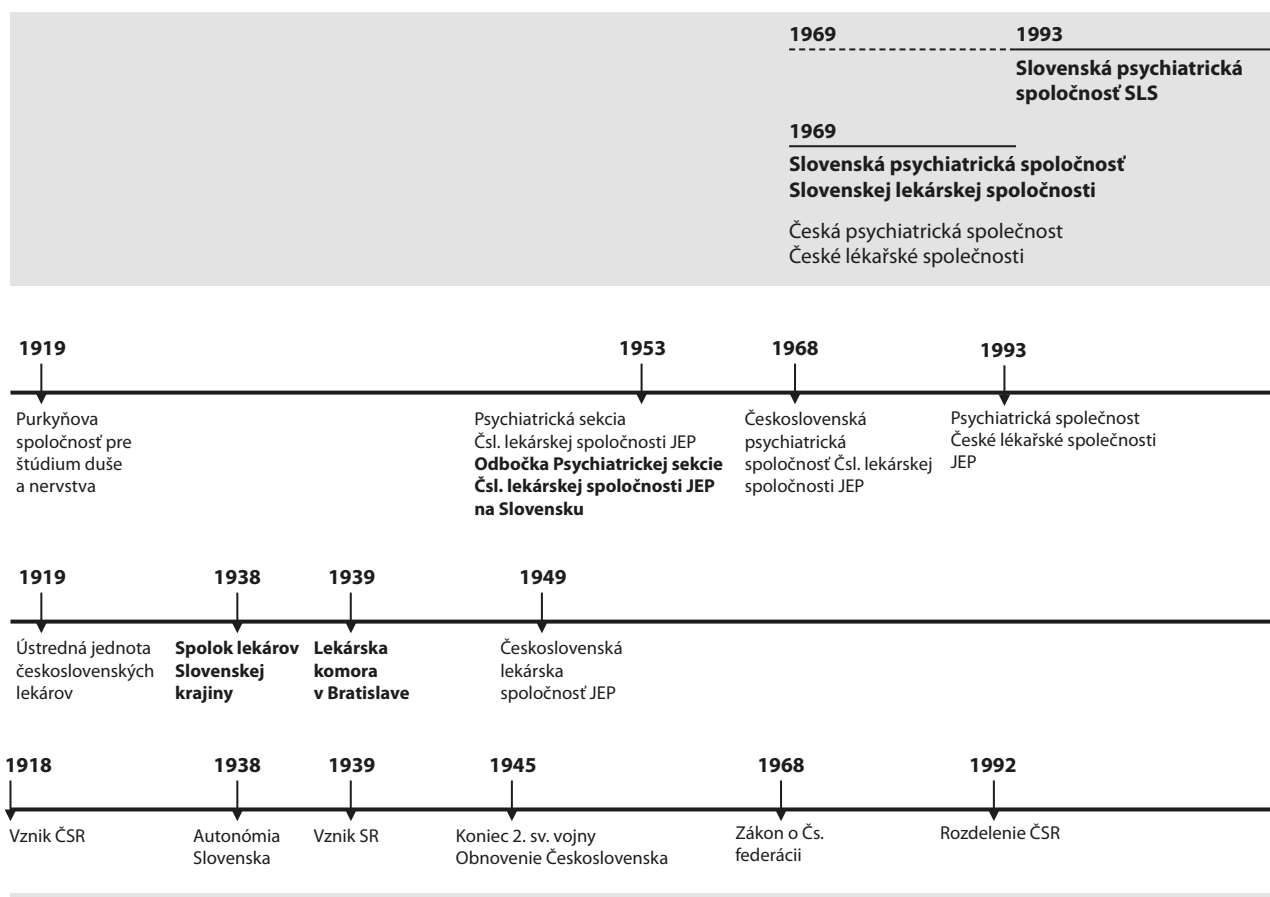 1969
1993
Slovenská psychiatrická
spoločnosť SLS
1969
Slovenská psychiatrická spoločnosť
Slovenskej lekárskej spoločnosti
Česká psychiatrická společnost
České lékařské společnosti
1919
1953
1968
1993
Purkyňova
spoločnosť pre
štúdium duše
a nervstva
Psychiatrická sekcia
Čsl. lekárskej spoločnosti JEP
Odbočka Psychiatrickej sekcie
Čsl. lekárskej spoločnosti JEP
na Slovensku
Československá
psychiatrická
spoločnosť Čsl. lekárskej
spoločnosti JEP
Psychiatrická společnost
České lékařské společnosti
JEP
1919
1938
1939
1949
Ústredná jednota
československých
lekárov
Spolok lekárov
Slovenskej
krajiny
Lekárska
komora
v Bratislave
Československá
lekárska
spoločnosť JEP
1918
1938
1939
1945
1968
1992
Vznik ČSR
Autonómia
Slovenska
Vznik SR
Koniec 2. sv. vojny
Obnovenie Československa
Zákon o Čs.
federácii
Rozdelenie ČSR